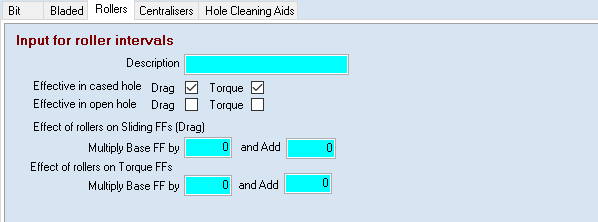 Bit Bladed Rollers Centralisers Hole Cleaning Aids
Input for roller intervals
Description
Effective in cased hole Drag Torque
Effective in open hole Drag Torque
Effect of rollers on Sliding FFs (Drag)
Multiply Base FF by 0 and Add 0
Effect of rollers on Torque FFs
Multiply Base FF by 0 and Add 0